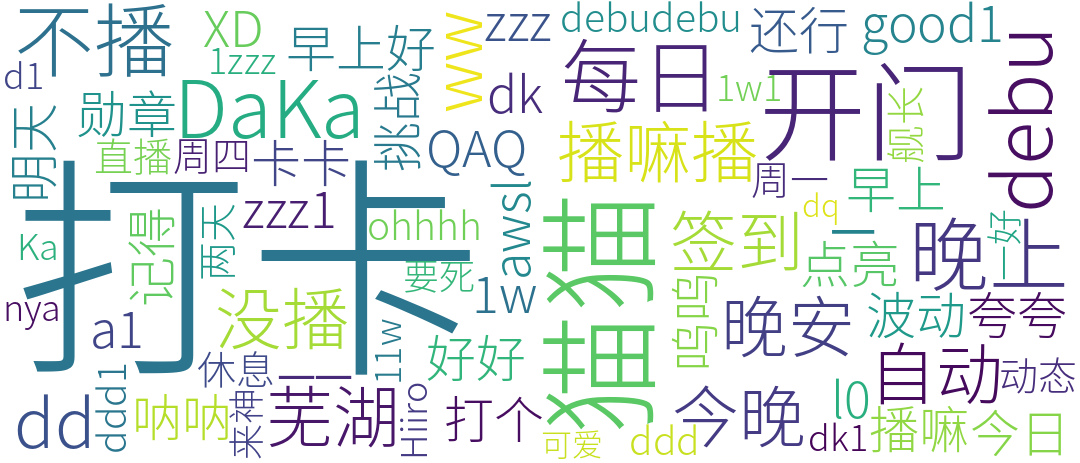 不播
XD
早上好
WW
zzz
debudebu
还行
good1
d1
1zzz
DaKa
挑战
dk
每日
1w1
开门
舰长
debu
明天
勋章
直播
周四
卡卡
QAQ
播嘛播
周一
早上
dq
打卡
Ka
记得
两天
zzz1
ohhhh
awsl
猫猫
签到
点亮
一
晚上
一好
nya
a1
没播
要死
1w
呜呜
晚安
波动
夸夸
11w
好好
休息
一一
自动
动态
dd
ddd1
呐呐
来神
芜湖
Hiiro
打个
可爱
ddd
今晚
dk1
l0
播嘛今日